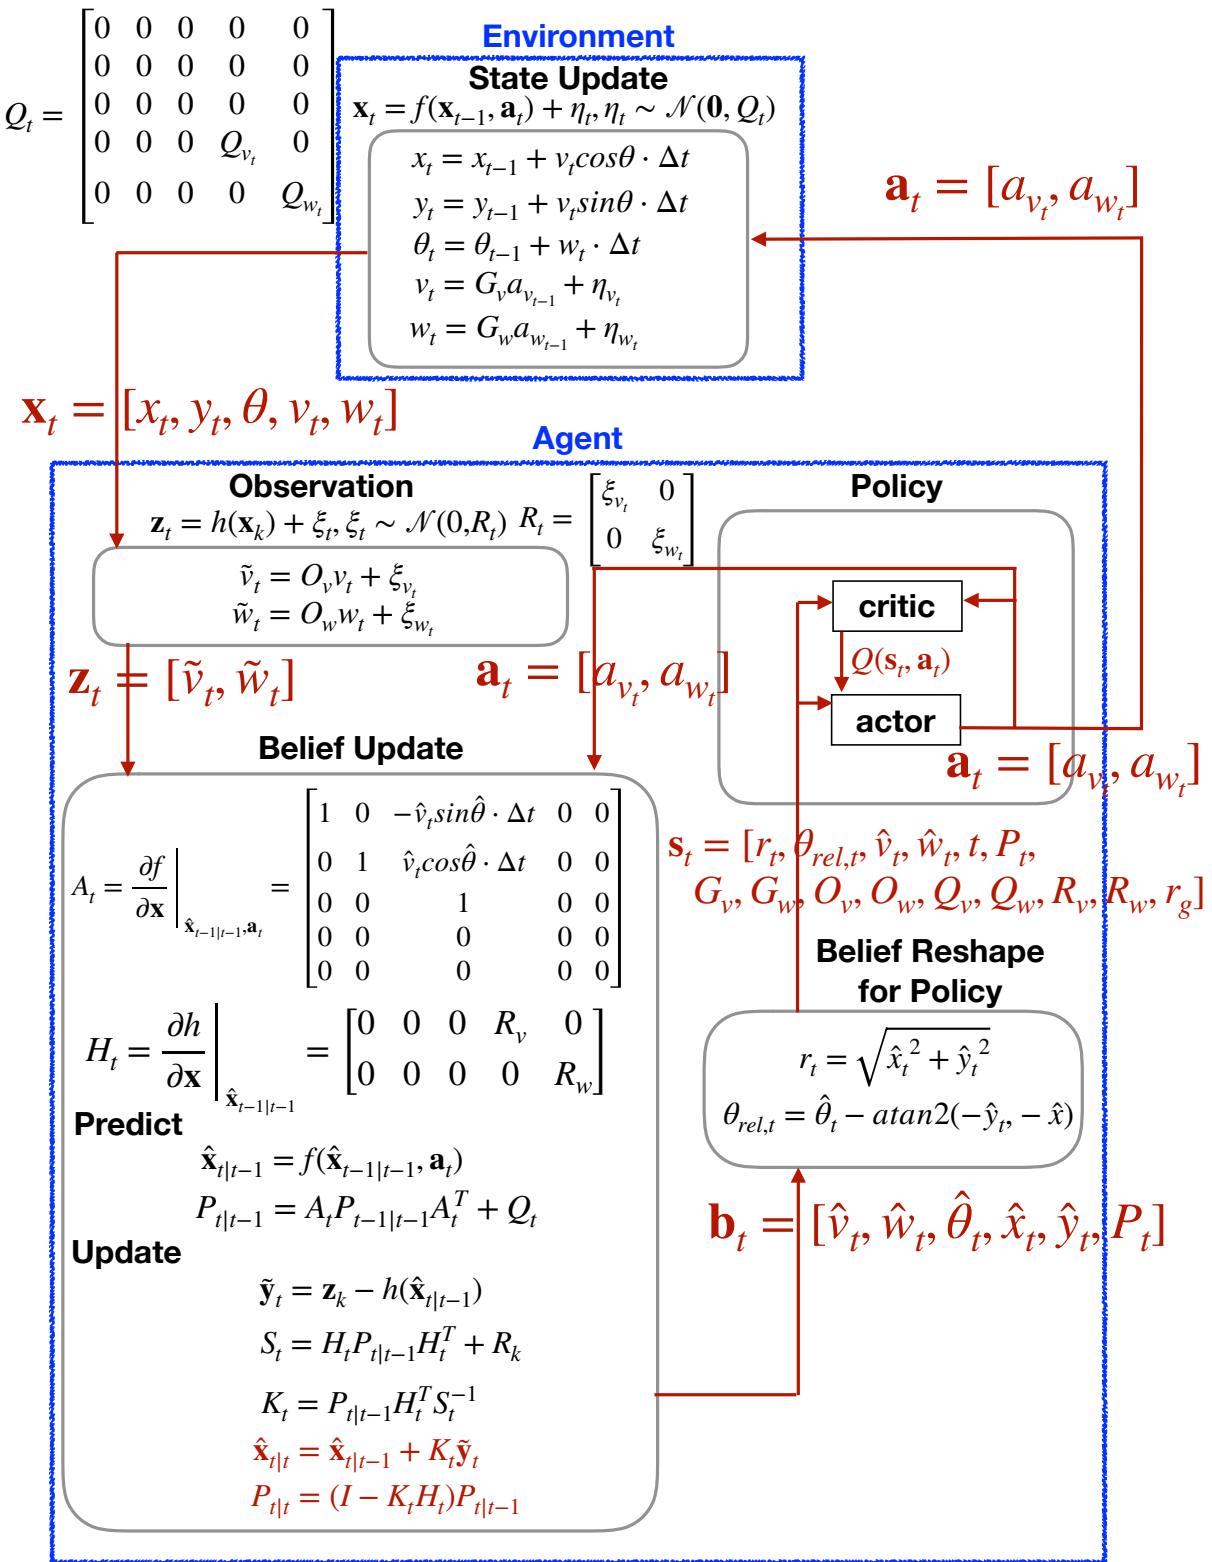 Q_t = [0 0 0 0 0
0 0 0 0 0
0 0 0 0 0
0 0 0 Q_{v_t} 0
0 0 0 0 Q_{w_t}]
Environment
State Update
𝐱_t = f(𝐱_{t−1}, 𝐚_t) + η_t, η_t ∼ 𝒩(𝟎, Q_t)
x_t = x_{t−1} + v_t cosθ · Δt
y_t = y_{t−1} + v_t sinθ · Δt
θ_t = θ_{t−1} + w_t · Δt
v_t = G_v a_{v_{t−1}} + η_{v_t}
w_t = G_w a_{w_{t−1}} + η_{w_t}
𝐚_t = [a_{v_t}, a_{w_t}]
𝐱_t = [x_t, y_t, θ, v_t, w_t]
Agent
Observation
𝐳_t = h(𝐱_k) + ξ_t, ξ_t ∼ 𝒩(0,R_t)
R_t = [ξ_{v_t} 0
0 ξ_{w_t}]
ṽ_t = O_v v_t + ξ_{v_t}
w̃_t = O_w w_t + ξ_{w_t}
𝐳_t = [ṽ_t, w̃_t]
𝐚_t = [a_{v_t}, a_{w_t}]
Policy
critic
Q(𝐬_t, 𝐚_t)
actor
𝐚_t = [a_{v_t}, a_{w_t}]
Belief Update
A_t = ∂f/∂𝐱 |_{𝐱̂_{t−1|t−1}, 𝐚_t} = [1 0 −v̂_t sinθ̂ · Δt 0 0
0 1 v̂_t cosθ̂ · Δt 0 0
0 0 1 0 0
0 0 0 0 0
0 0 0 0 0]
H_t = ∂h/∂𝐱 |_{𝐱̂_{t−1|t−1}} = [0 0 0 R_v 0
0 0 0 0 R_w]
Predict
𝐱̂_{t|t−1} = f(𝐱̂_{t−1|t−1}, 𝐚_t)
P_{t|t−1} = A_t P_{t−1|t−1} A_t^T + Q_t
Update
𝐲̃_t = 𝐳_k − h(𝐱̂_{t|t−1})
S_t = H_t P_{t|t−1} H_t^T + R_k
K_t = P_{t|t−1} H_t^T S_t^{−1}
𝐱̂_{t|t} = 𝐱̂_{t|t−1} + K_t 𝐲̃_t
P_{t|t} = (I − K_t H_t)P_{t|t−1}
𝐬_t = [r_t, θ_{rel,t}, v̂_t, ŵ_t, t, P_t,
G_v, G_w, O_v, O_w, Q_v, Q_w, R_v, R_w, r_g]
Belief Reshape
for Policy
r_t = √(x̂_t² + ŷ_t²)
θ_{rel,t} = θ̂_t − atan2(−ŷ_t, − x̂)
𝐛_t = [v̂_t, ŵ_t, θ̂_t, x̂_t, ŷ_t, P_t]